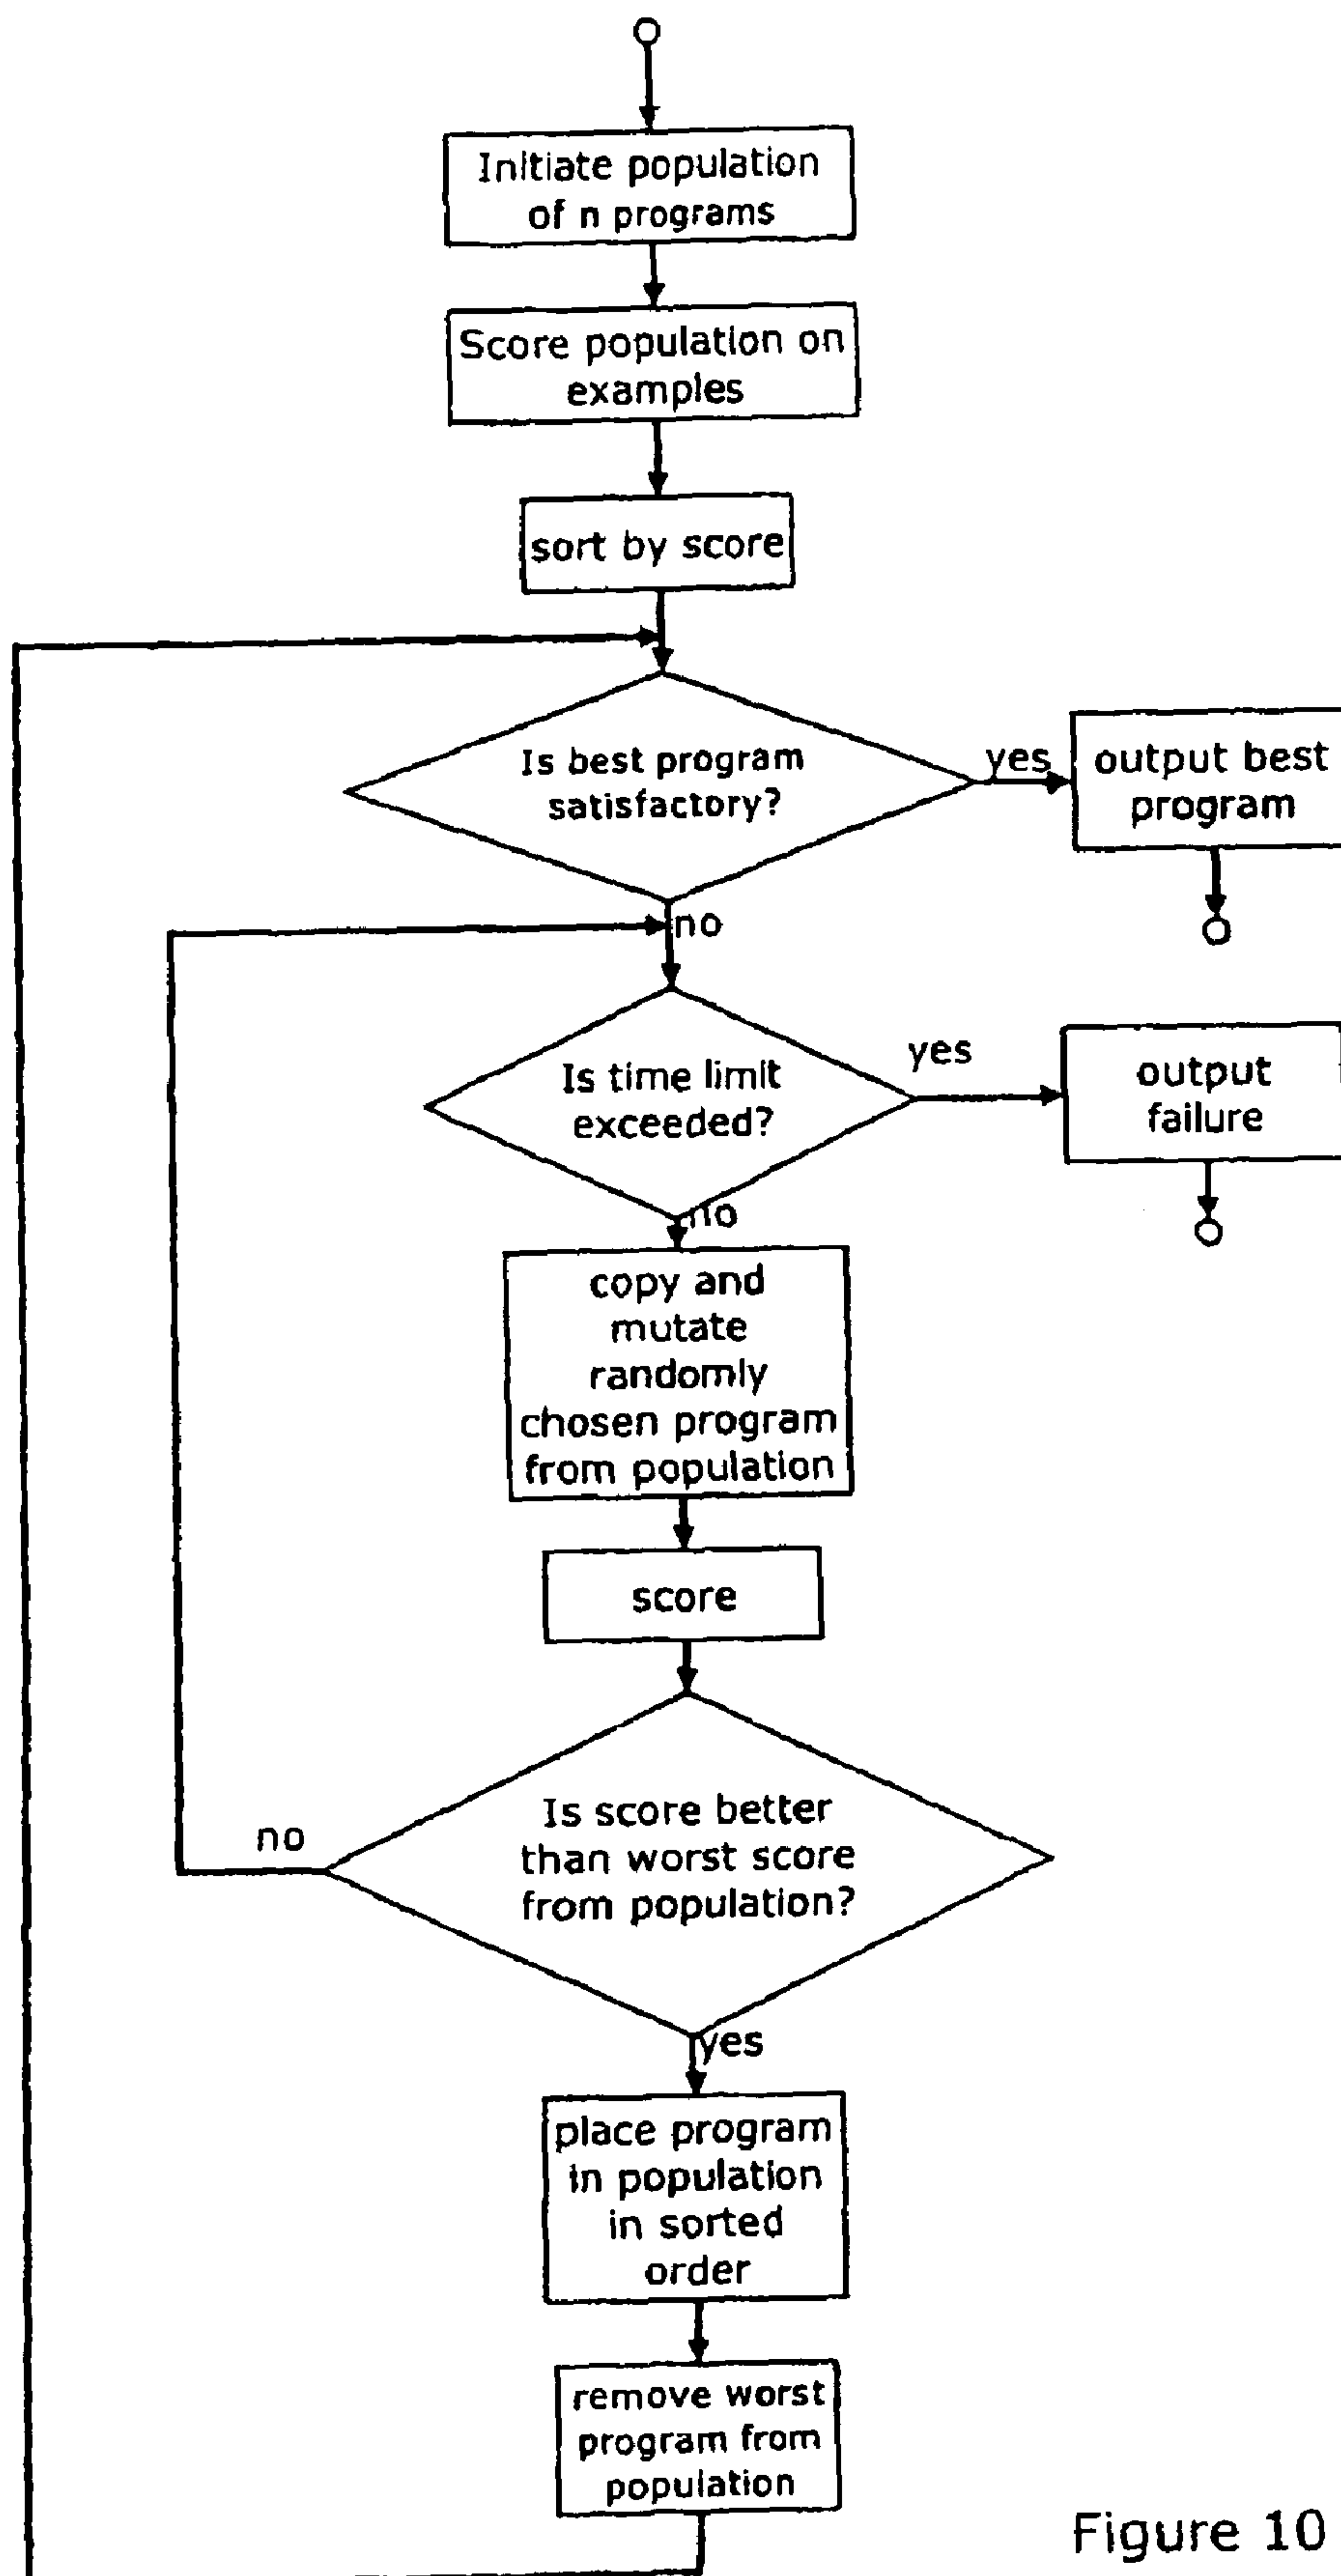 Initiate population
of n programs
Score population on
examples
sort by score
Is best program
satisfactory?
yes
output best
program
no
Is time limit
exceeded?
yes
output
failure
no
copy and
mutate
randomly
chosen program
from population
score
Is score better
than worst score
from population?
no
yes
place program
in population
in sorted
order
remove worst
program from
population
Figure 10